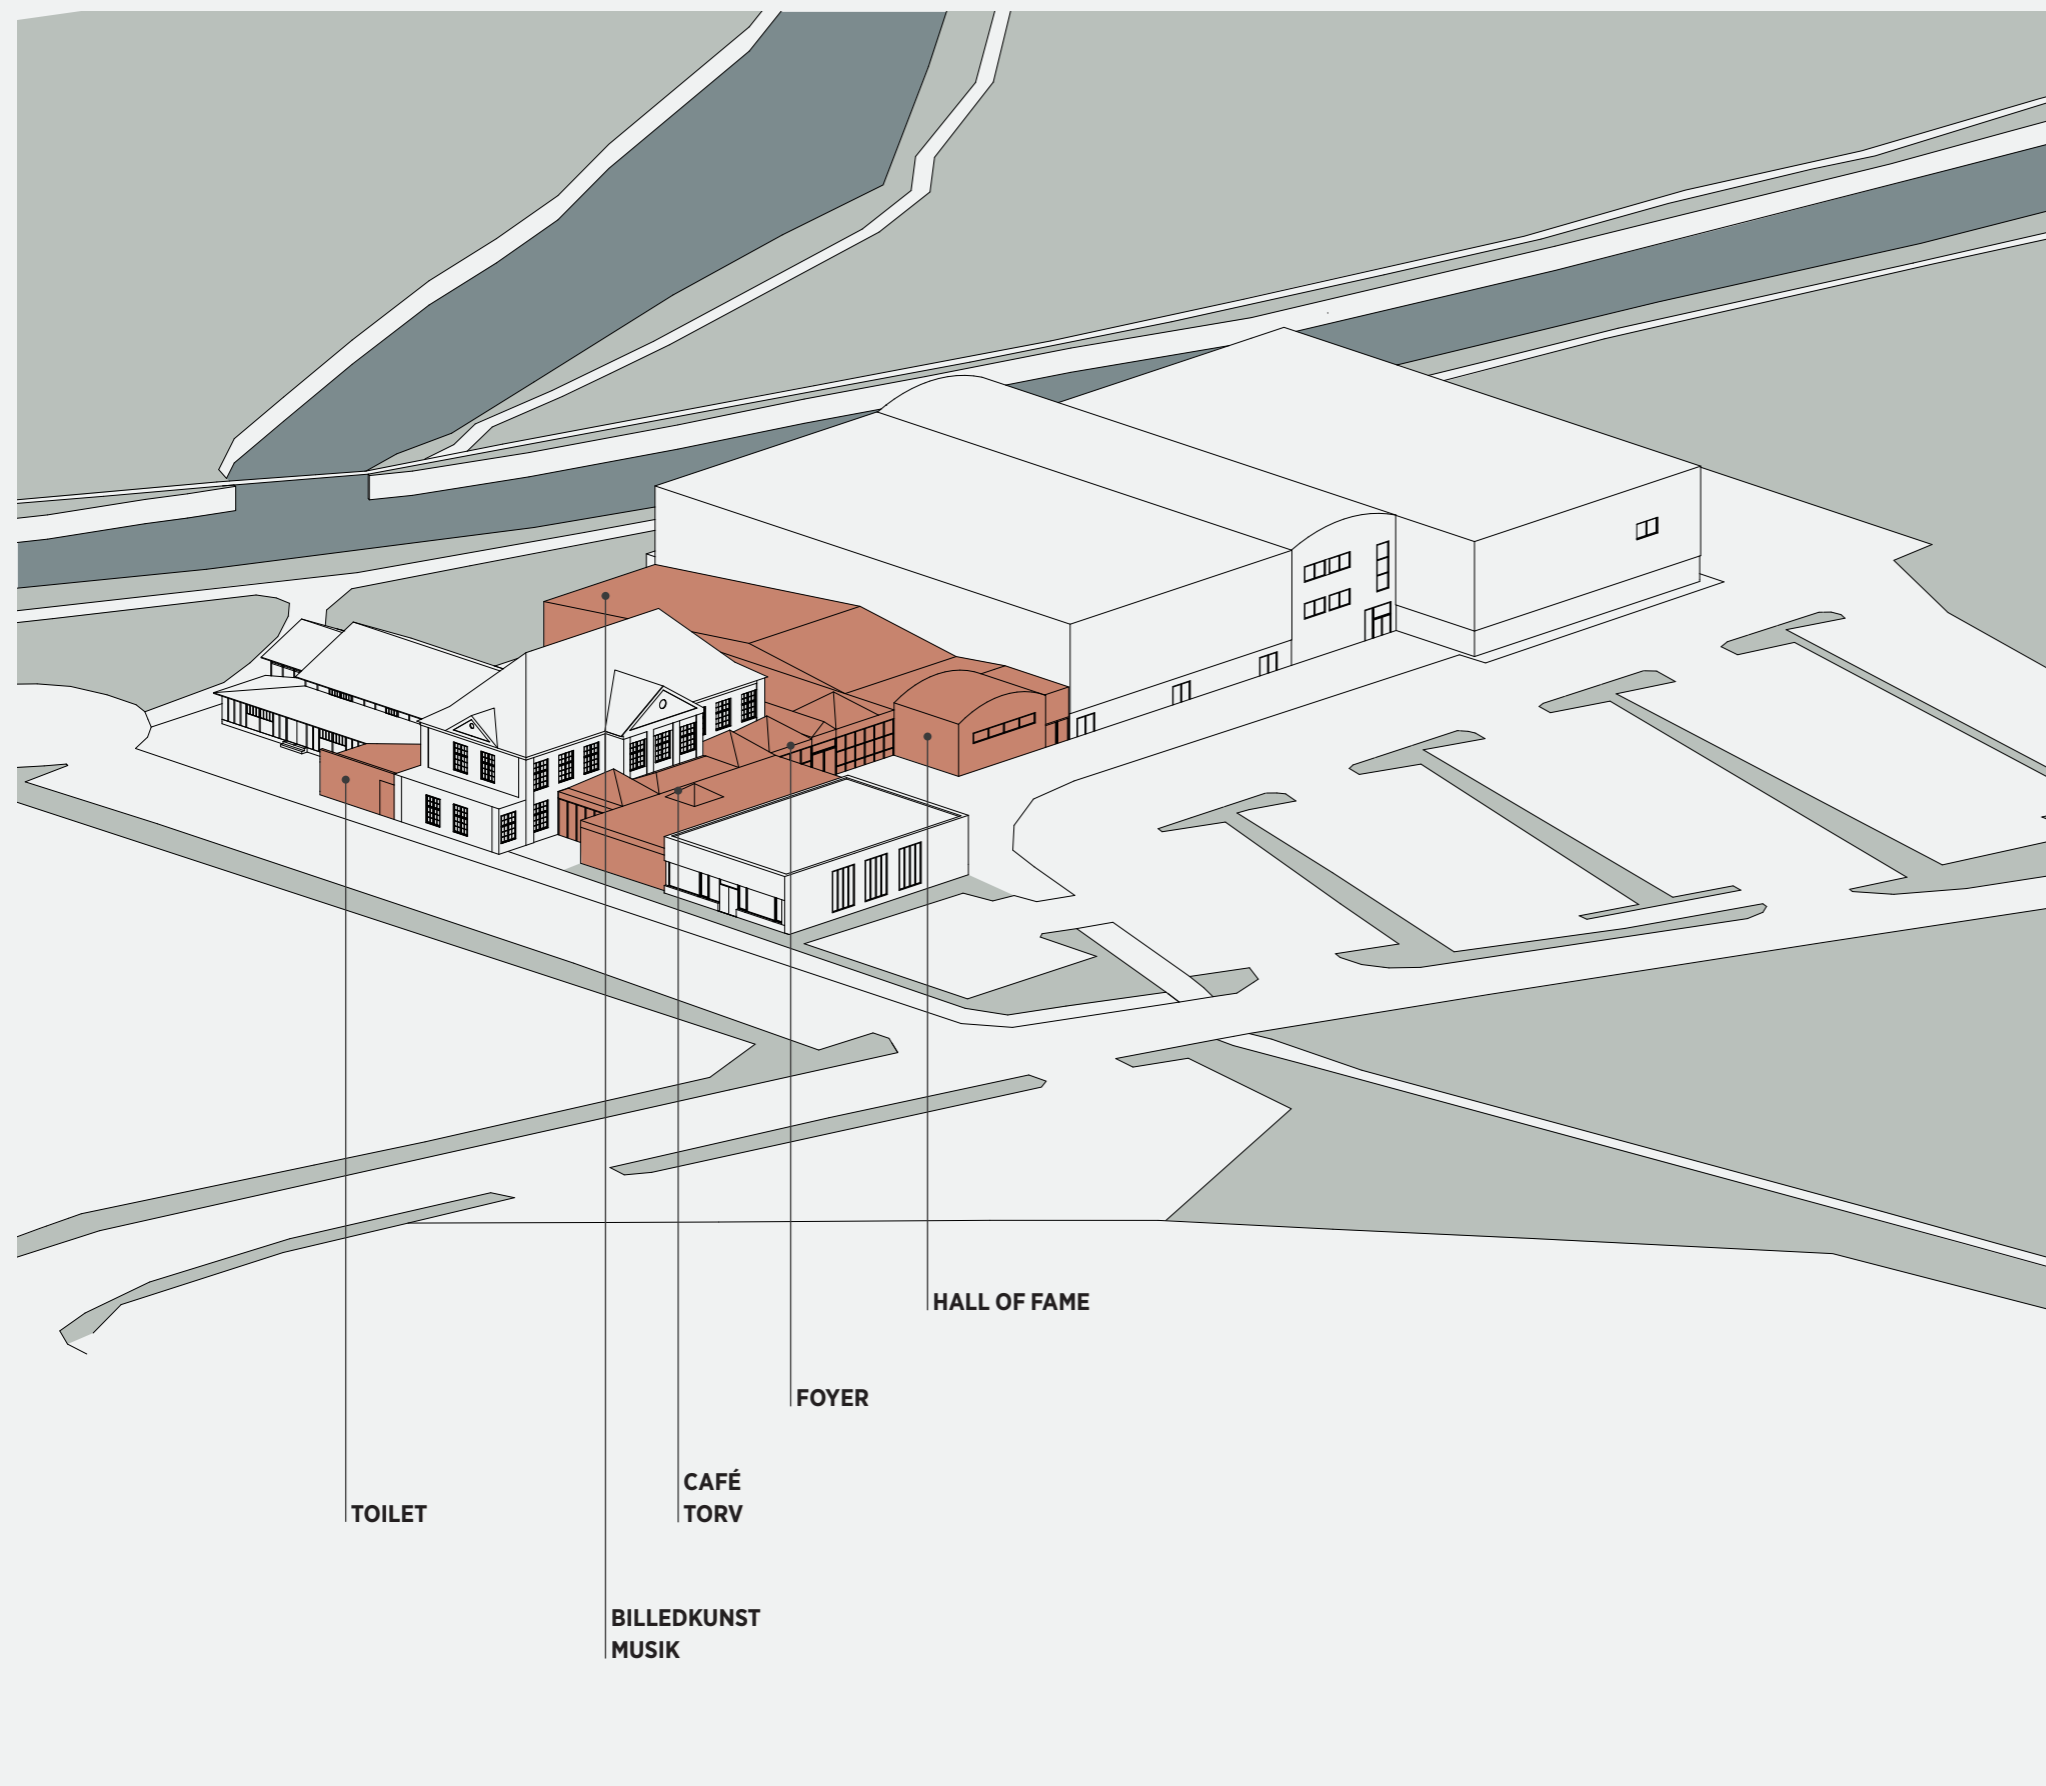 HALL OF FAME
FOYER
CAFÉ
TORV
TOILET
BILLEDKUNST
MUSIK